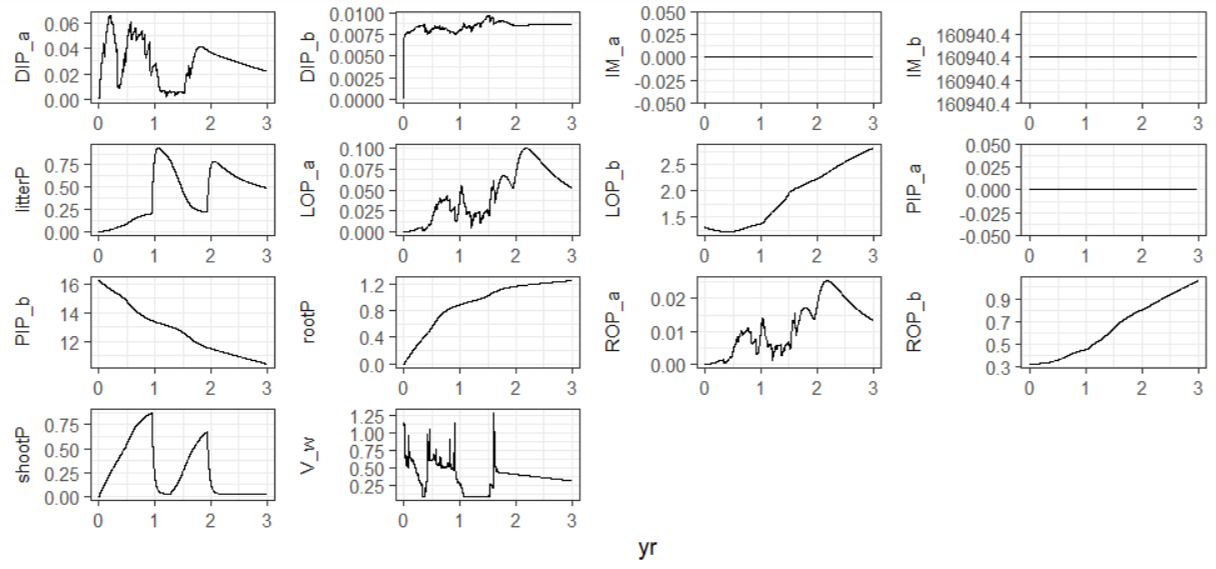 DIP_a
0.06
0.04
0.02
0.00
0 1 2 3
DIP_b
0.0100
0.0075
0.0050
0.0025
0.0000
0 1 2 3
IM_a
0.050
0.025
0.000
-0.025
-0.050
0 1 2 3
IM_b
160940.4
160940.4
160940.4
160940.4
0 1 2 3
litterP
0.75
0.50
0.25
0.00
0 1 2 3
LOP_a
0.100
0.075
0.050
0.025
0.000
0 1 2 3
LOP_b
2.5
2.0
1.5
0 1 2 3
PIP_a
0.050
0.025
0.000
-0.025
-0.050
0 1 2 3
PIP_b
16
14
12
0 1 2 3
rootP
1.2
0.8
0.4
0.0
0 1 2 3
ROP_a
0.02
0.01
0.00
0 1 2 3
ROP_b
0.9
0.7
0.5
0.3
0 1 2 3
shootP
0.75
0.50
0.25
0.00
0 1 2 3
V_w
1.25
1.00
0.75
0.50
0.25
0 1 2 3
yr